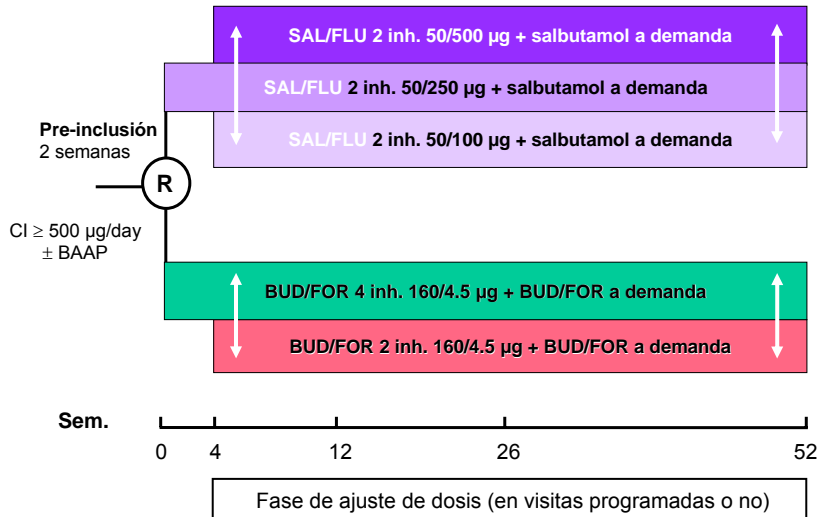 SAL/FLU 2 inh. 50/500 µg + salbutamol a demanda
SAL/FLU 2 inh. 50/250 µg + salbutamol a demanda
SAL/FLU 2 inh. 50/100 µg + salbutamol a demanda
Pre-inclusión
2 semanas
R
CI ≥ 500 µg/day
± BAAP
BUD/FOR 4 inh. 160/4.5 µg + BUD/FOR a demanda
BUD/FOR 2 inh. 160/4.5 µg + BUD/FOR a demanda
Sem.
0 4 12 26 52
Fase de ajuste de dosis (en visitas programadas o no)